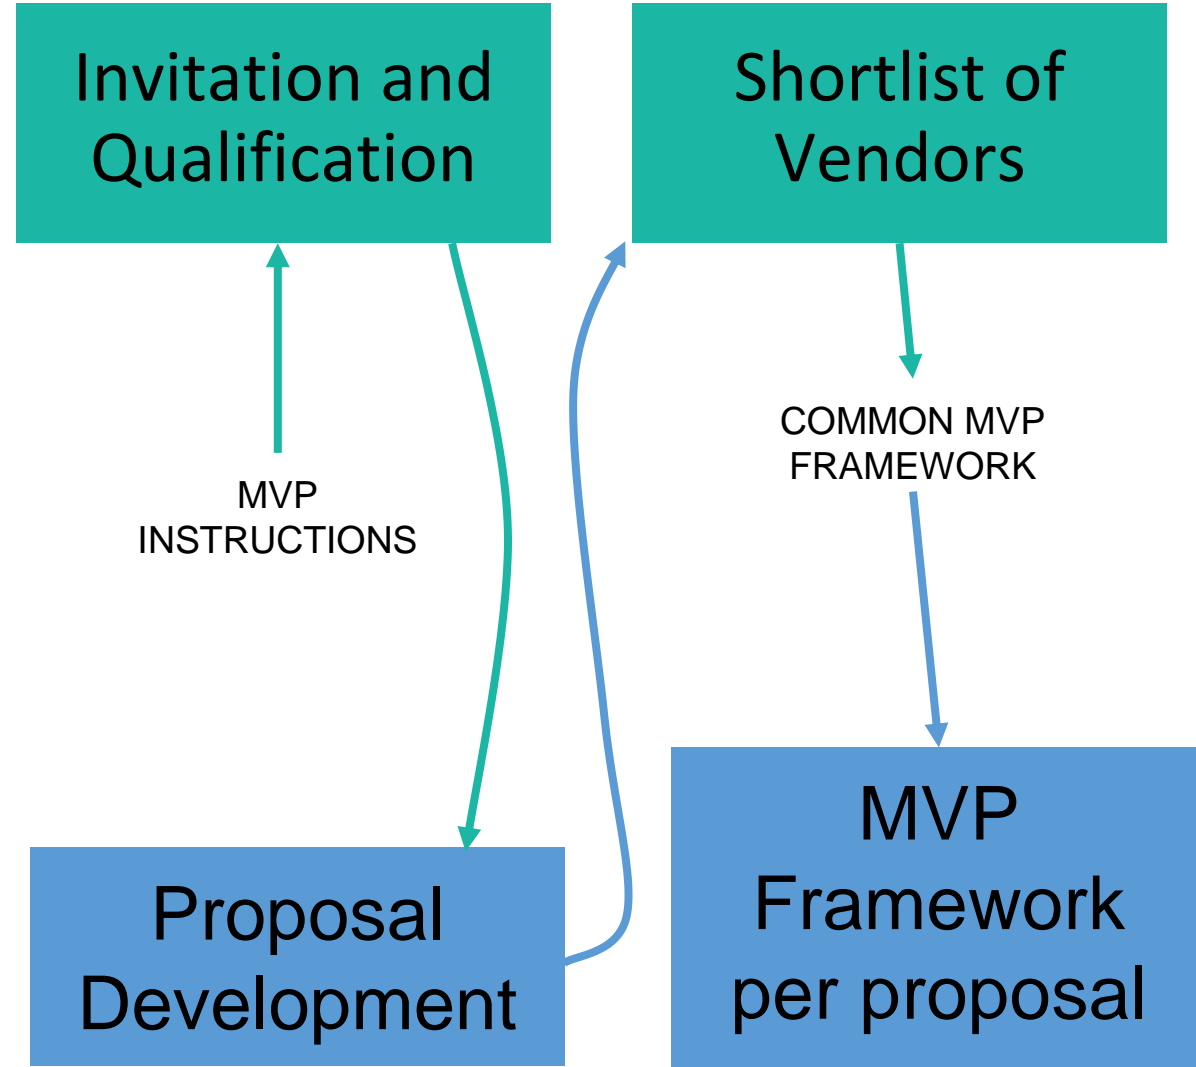 Invitation and
Qualification
Shortlist of
Vendors
MVP
INSTRUCTIONS
COMMON MVP
FRAMEWORK
Proposal
Development
MVP
Framework
per proposal